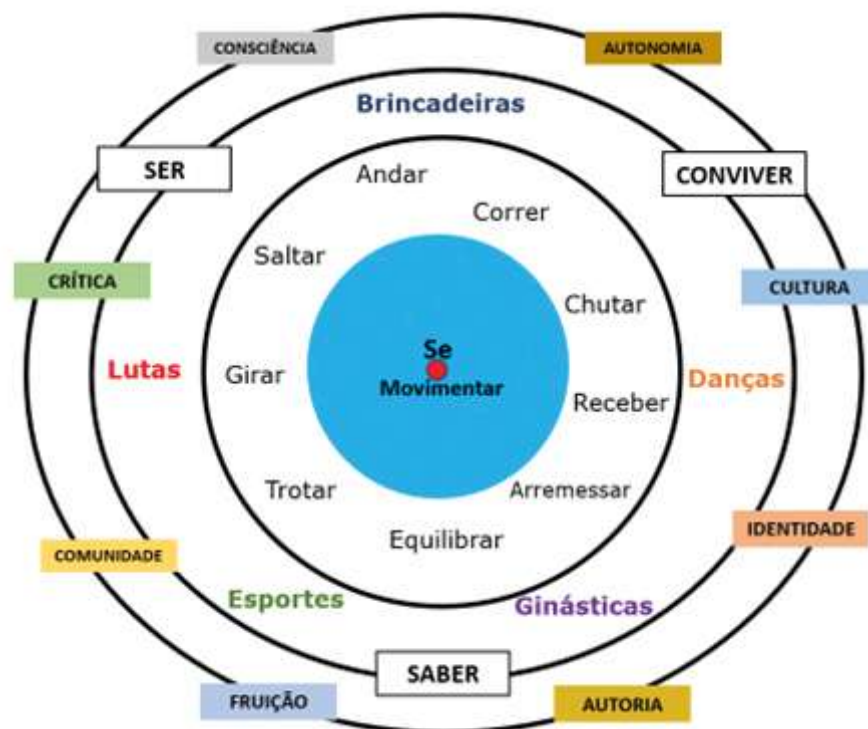 CONSCIÊNCIA
AUTONOMIA
Brincadeiras
SER
CONVIVER
Andar
Correr
Saltar
CRÍTICA
CULTURA
Chutar
Se
Movimentar
Lutas
Girar
Danças
Receber
Trotar
Arremessar
IDENTIDADE
Equilibrar
COMUNIDADE
Esportes
Ginásticas
SABER
FRUIÇÃO
AUTORIA